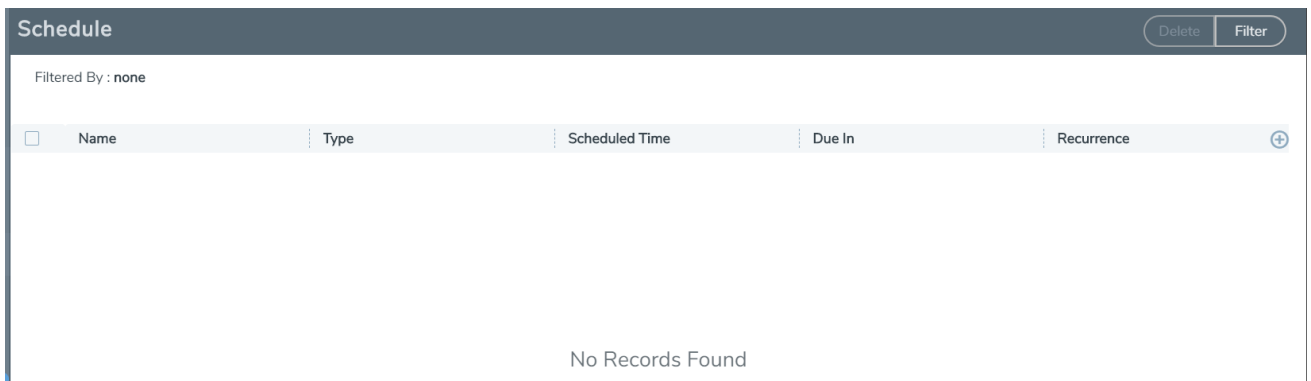 Schedule
Delete Filter
Filtered By : none
Name Type Scheduled Time Due In Recurrence
No Records Found